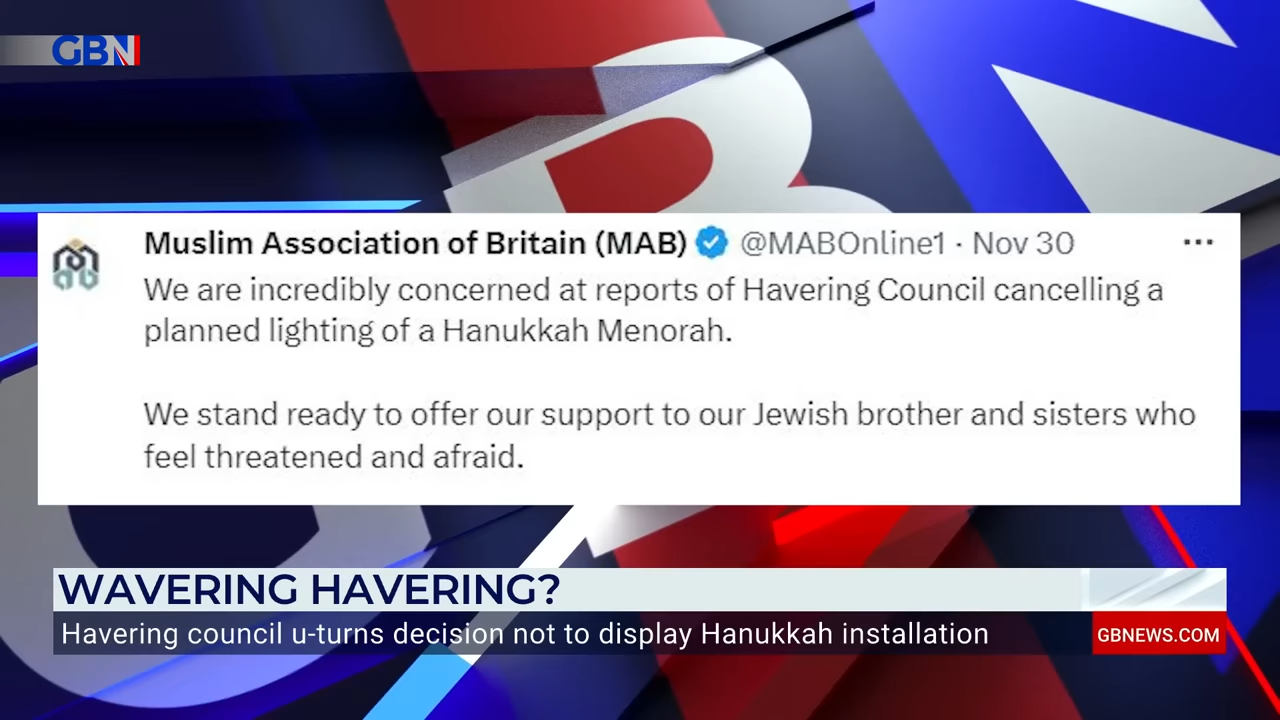 GBN
Muslim Association of Britain (MAB) @MABOnline1 · Nov 30 ...
We are incredibly concerned at reports of Havering Council cancelling a
planned lighting of a Hanukkah Menorah.
We stand ready to offer our support to our Jewish brother and sisters who
feel threatened and afraid.
WAVERING HAVERING?
Havering council u-turns decision not to display Hanukkah installation
GBNEWS.COM